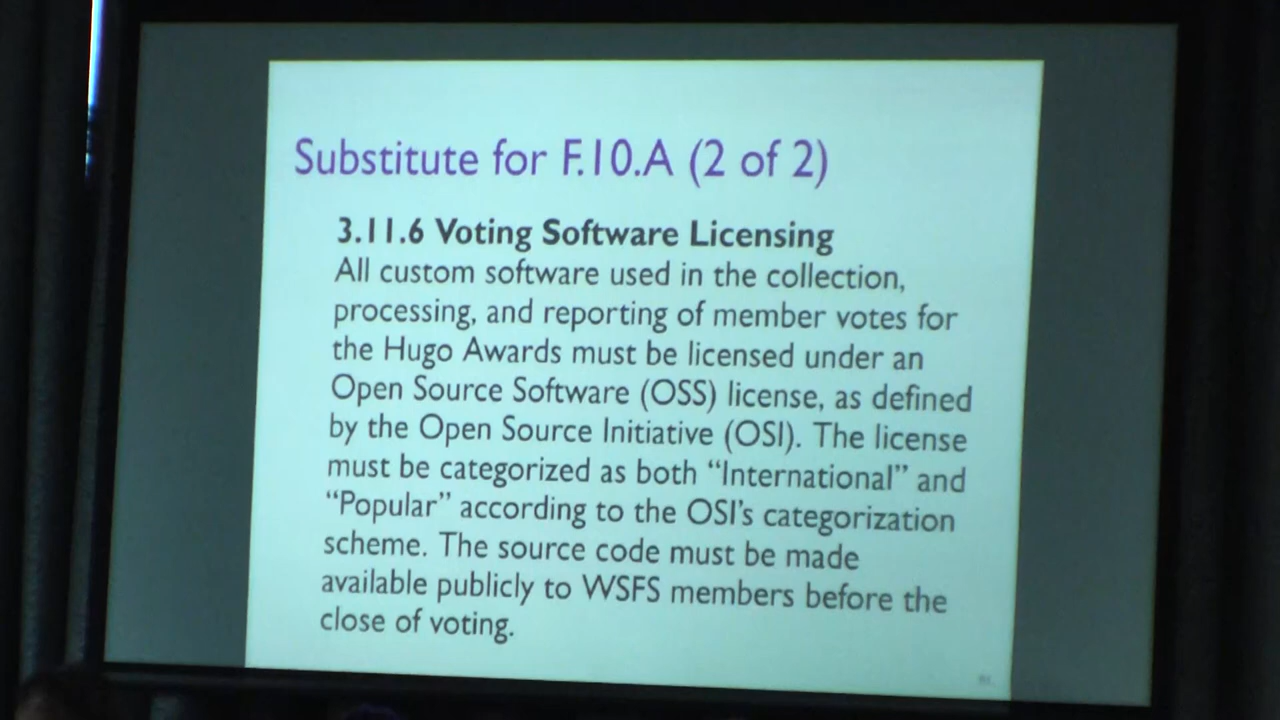 Substitute for F.10.A (2 of 2)
3.11.6 Voting Software Licensing
All custom software used in the collection,
processing, and reporting of member votes for
the Hugo Awards must be licensed under an
Open Source Software (OSS) license, as defined
by the Open Source Initiative (OSI). The license
must be categorized as both “International” and
“Popular” according to the OSI’s categorization
scheme. The source code must be made
available publicly to WSFS members before the
close of voting.